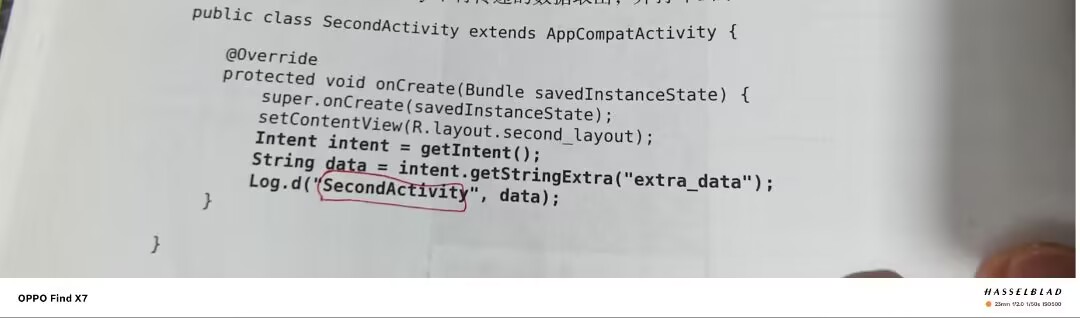 public class SecondActivity extends AppCompatActivity {
@Override
protected void onCreate(Bundle savedInstanceState) {
super.onCreate(savedInstanceState);
setContentView(R.layout.second_layout);
Intent intent = getIntent();
String data = intent.getStringExtra("extra_data");
Log.d("SecondActivity", data);
}
}
OPPO Find X7
HASSELBLAD
23mm f/2.0 1/50s ISO500